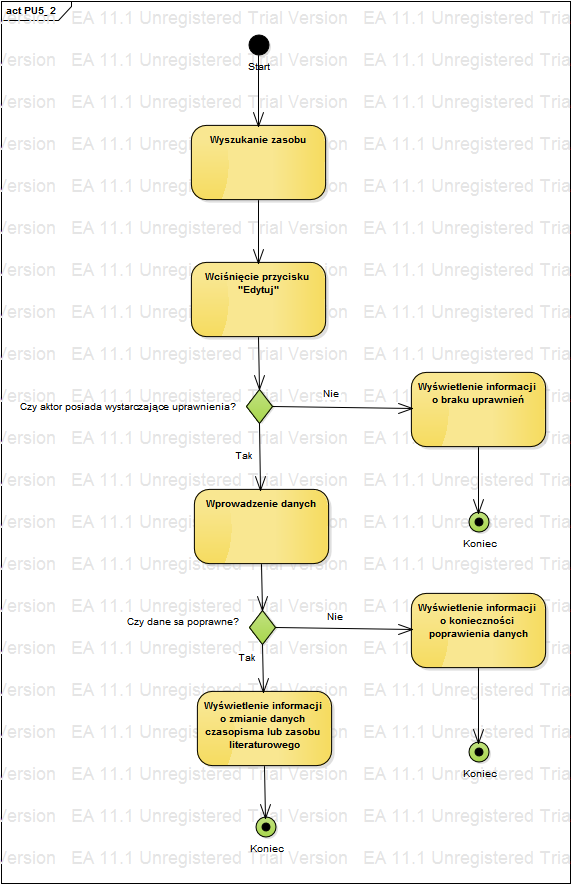 act PU5_2
Start
Wyszukanie zasobu
Wciśnięcie przycisku
"Edytuj"
Czy aktor posiada wystarczające uprawnienia?
Nie
Wyświetlenie informacji
o braku uprawnień
Tak
Koniec
Wprowadzenie danych
Czy dane sa poprawne?
Nie
Wyświetlenie informacji
o konieczności
poprawienia danych
Tak
Wyświetlenie informacji
o zmianie danych
czasopisma lub zasobu
literaturowego
Koniec
Koniec
EA 11.1 Unregistered Trial Version